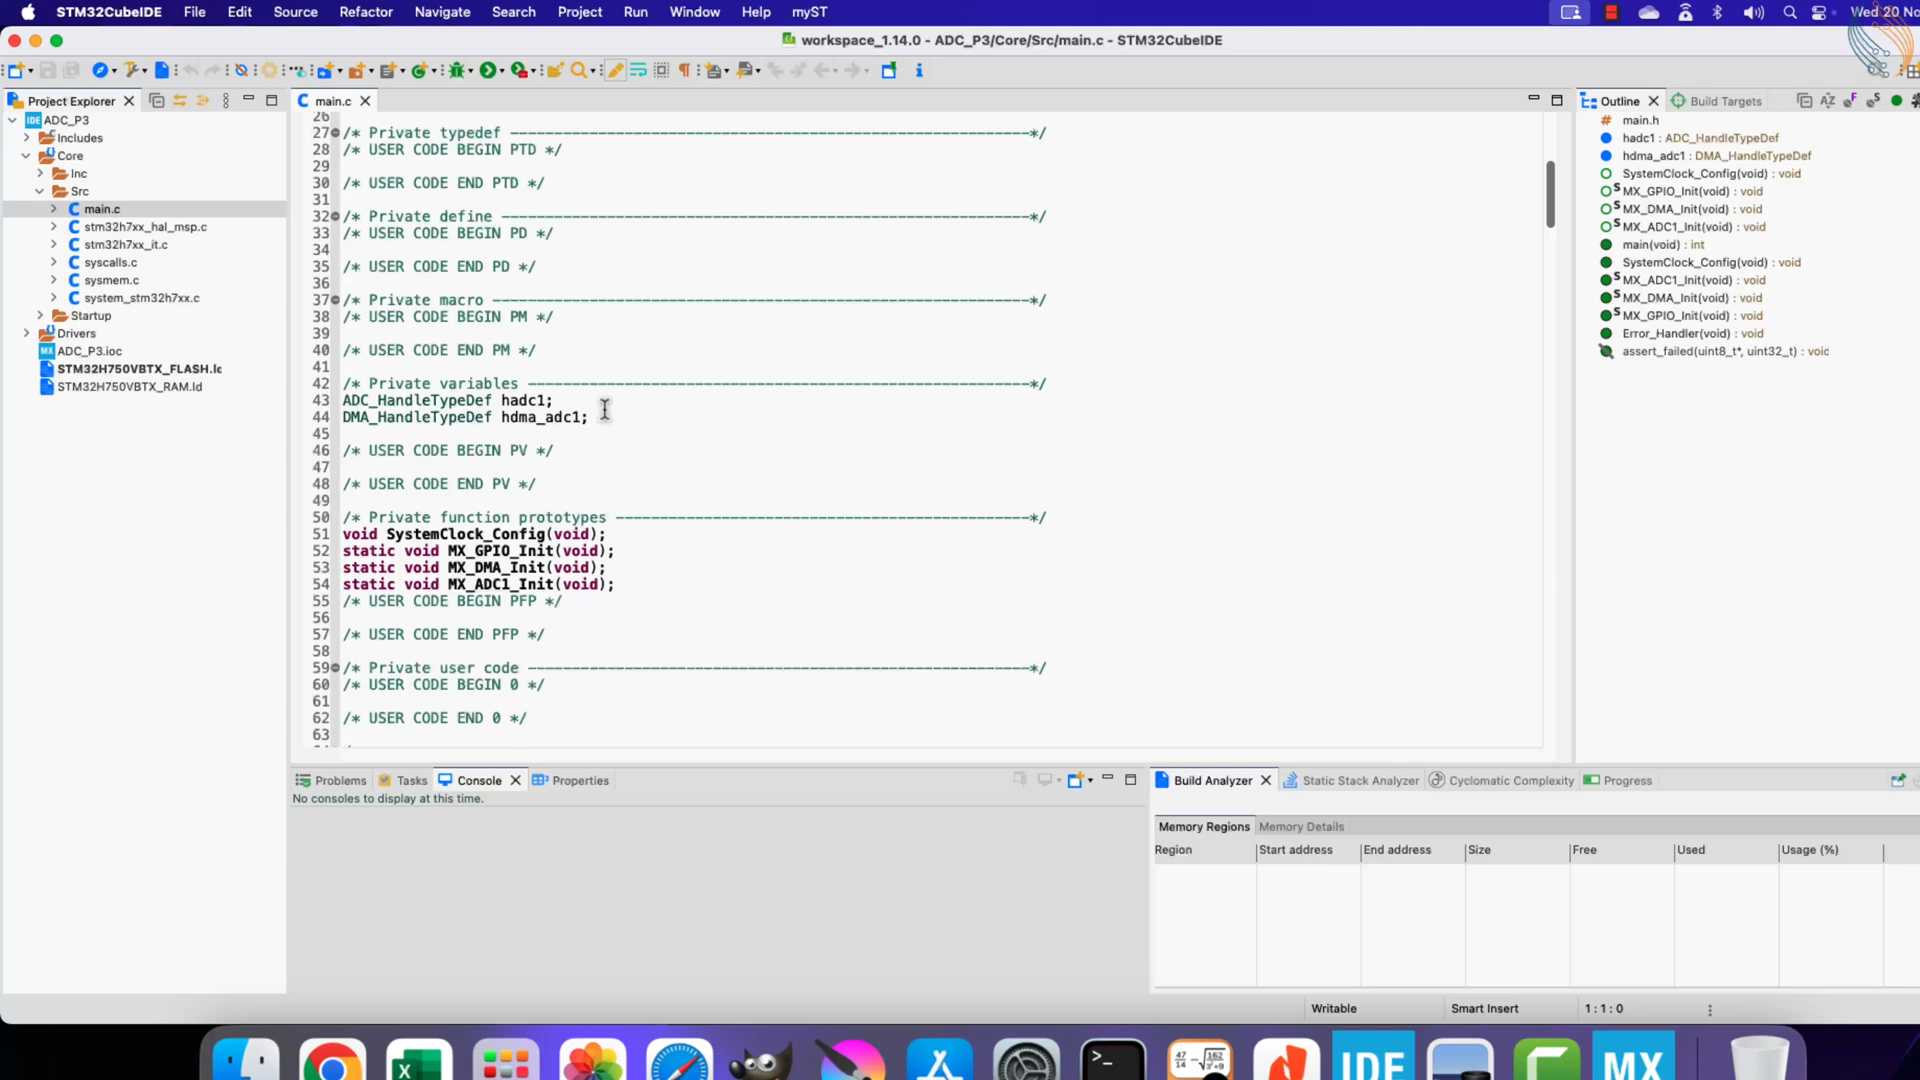 STM32CubeIDE File Edit Source Refactor Navigate Search Project Run Window Help myST
Wed 20 No
workspace_1.14.0 - ADC_P3/Core/Src/main.c - STM32CubeIDE
Project Explorer
ADC_P3
Includes
Core
Inc
Src
main.c
stm32h7xx_hal_msp.c
stm32h7xx_it.c
syscalls.c
sysmem.c
system_stm32h7xx.c
Startup
Drivers
ADC_P3.ioc
STM32H750VBTX_FLASH.lc
STM32H750VBTX_RAM.ld
main.c
26
27 /* Private typedef -----------------------------------------------------------*/
28 /* USER CODE BEGIN PTD */
29
30 /* USER CODE END PTD */
31
32 /* Private define ------------------------------------------------------------*/
33 /* USER CODE BEGIN PD */
34
35 /* USER CODE END PD */
36
37 /* Private macro -------------------------------------------------------------*/
38 /* USER CODE BEGIN PM */
39
40 /* USER CODE END PM */
41
42 /* Private variables ---------------------------------------------------------*/
43 ADC_HandleTypeDef hadc1;
44 DMA_HandleTypeDef hdma_adc1;
45
46 /* USER CODE BEGIN PV */
47
48 /* USER CODE END PV */
49
50 /* Private function prototypes -----------------------------------------------*/
51 void SystemClock_Config(void);
52 static void MX_GPIO_Init(void);
53 static void MX_DMA_Init(void);
54 static void MX_ADC1_Init(void);
55 /* USER CODE BEGIN PFP */
56
57 /* USER CODE END PFP */
58
59 /* Private user code ---------------------------------------------------------*/
60 /* USER CODE BEGIN 0 */
61
62 /* USER CODE END 0 */
63
Outline Build Targets
main.h
hadc1 : ADC_HandleTypeDef
hdma_adc1 : DMA_HandleTypeDef
SystemClock_Config(void) : void
MX_GPIO_Init(void) : void
MX_DMA_Init(void) : void
MX_ADC1_Init(void) : void
main(void) : int
SystemClock_Config(void) : void
MX_ADC1_Init(void) : void
MX_DMA_Init(void) : void
MX_GPIO_Init(void) : void
Error_Handler(void) : void
assert_failed(uint8_t*, uint32_t) : void
Problems Tasks Console Properties
No consoles to display at this time.
Build Analyzer Static Stack Analyzer Cyclomatic Complexity Progress
Memory Regions Memory Details
Region Start address End address Size Free Used Usage (%)
Writable Smart Insert 1 : 1 : 0
IDE MX